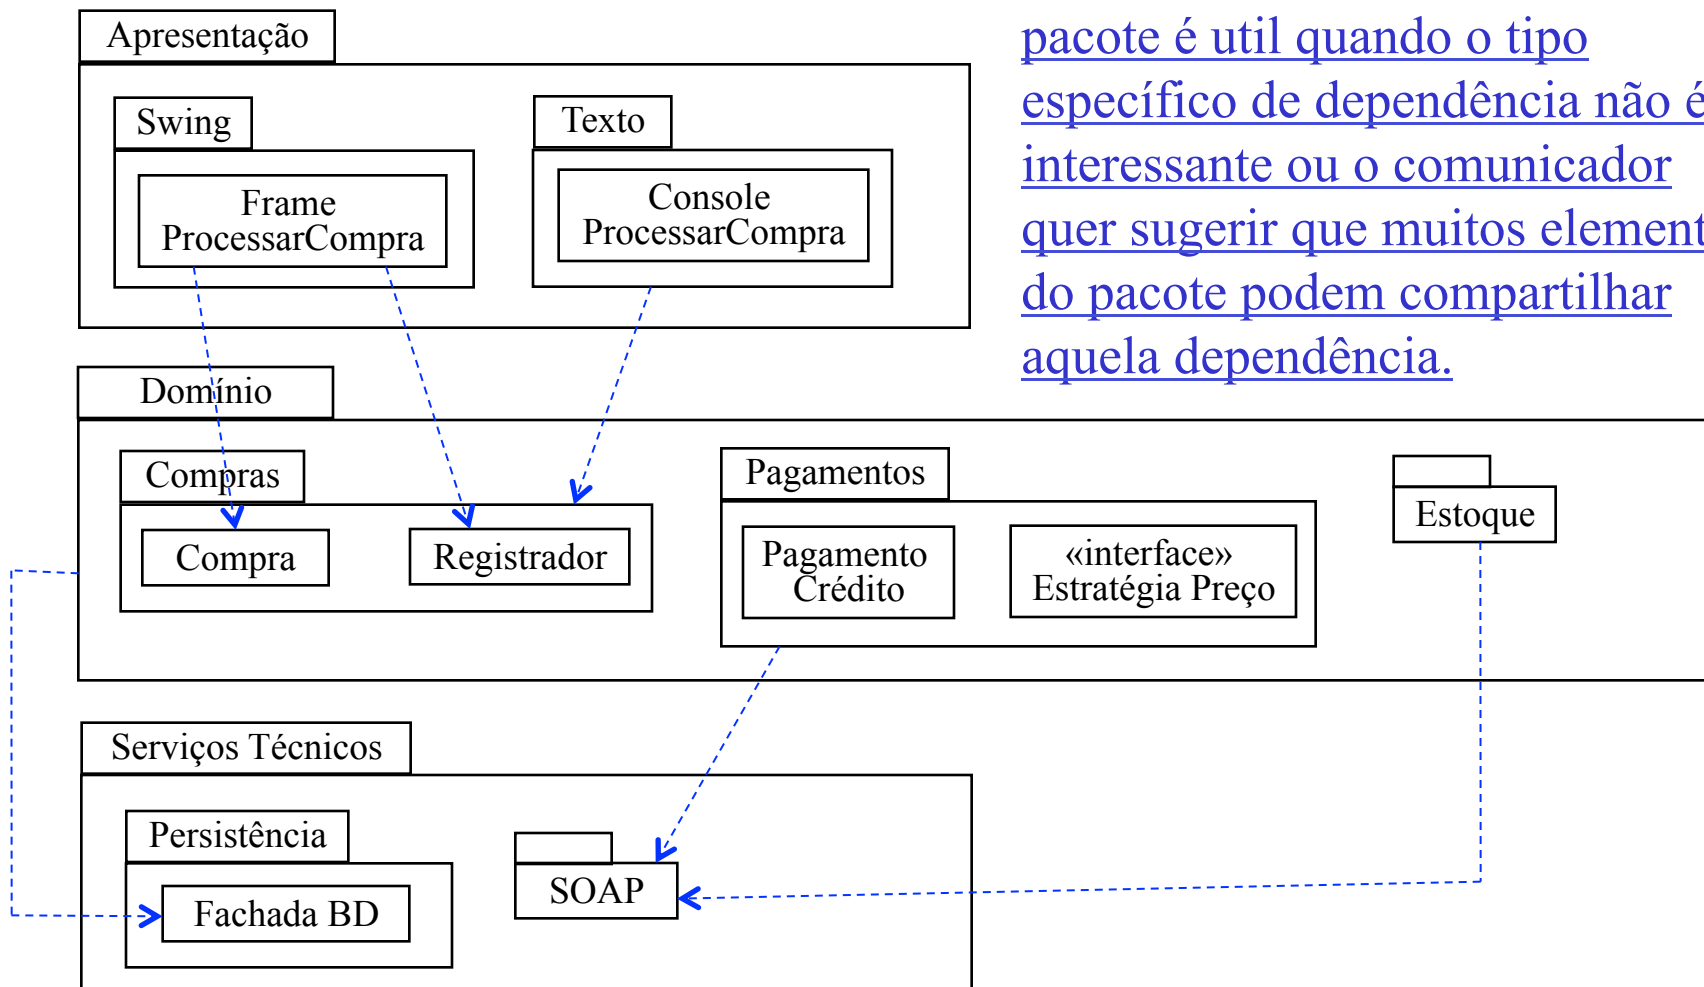 Apresentação
pacote é util quando o tipo
específico de dependência não é
interessante ou o comunicador
quer sugerir que muitos element
do pacote podem compartilhar
aquela dependência.
Swing
Texto
Frame
ProcessarCompra
Console
ProcessarCompra
Domínio
Compras
Pagamentos
Compra
Registrador
Pagamento
Crédito
«interface»
Estratégia Preço
Estoque
Serviços Técnicos
Persistência
Fachada BD
SOAP